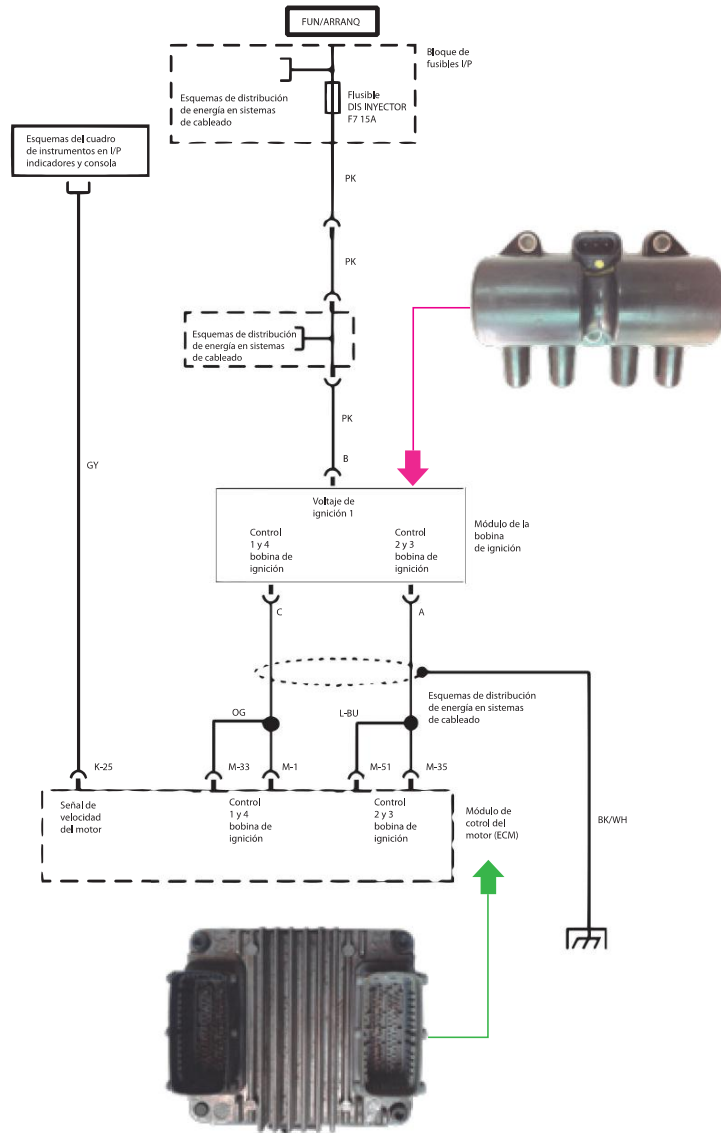 FUN/ARRANQ
Bloque de
fusibles I/P
Esquemas de distribución
de energía en sistemas
de cableado
Flusible
DIS INYECTOR
F7 15A
Esquemas del cuadro
de instrumentos en I/P
indicadores y consola
PK
PK
Esquemas de distribución
de energía en sistemas
de cableado
PK
GY
B
Voltaje de
ignición 1
Control
1 y 4
bobina de
ignición
Control
2 y 3
bobina de
ignición
Módulo de la
bobina
de ignición
C
A
Esquemas de distribución
de energía en sistemas
de cableado
OG
L-BU
K-25
M-33
M-1
M-51
M-35
Señal de
velocidad
del motor
Control
1 y 4
bobina de
ignición
Control
2 y 3
bobina de
ignición
Módulo de
cotrol del
motor (ECM)
BK/WH